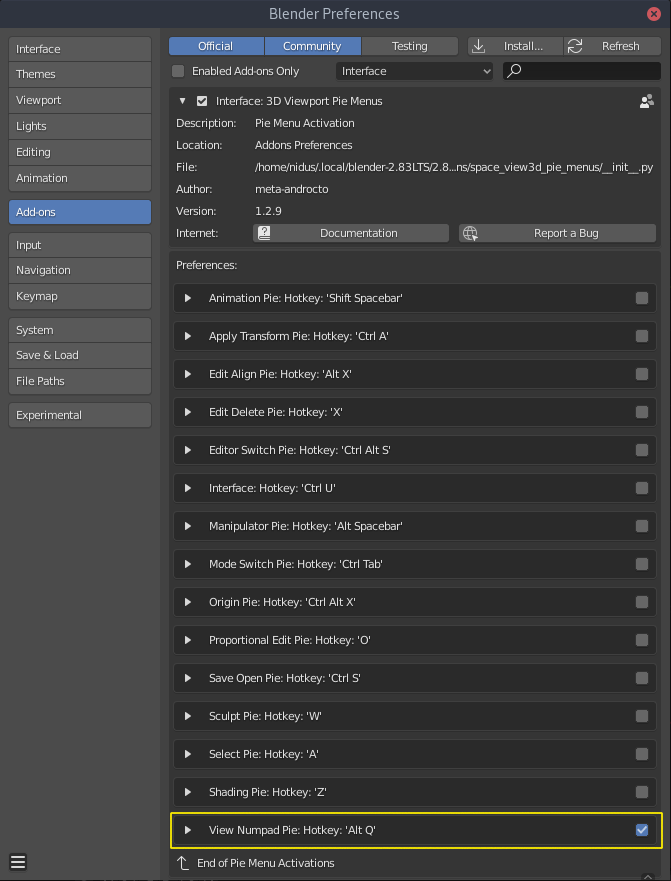 Blender Preferences
Interface
Themes
Viewport
Lights
Editing
Animation
Add-ons
Input
Navigation
Keymap
System
Save & Load
File Paths
Experimental
Official Community Testing Install... Refresh
Enabled Add-ons Only Interface
Interface: 3D Viewport Pie Menus
Description: Pie Menu Activation
Location: Addons Preferences
File: /home/nidus/.local/blender-2.83LTS/2.8...ns/space_view3d_pie_menus/__init__.py
Author: meta-androcto
Version: 1.2.9
Internet: Documentation Report a Bug
Preferences:
Animation Pie: Hotkey: 'Shift Spacebar'
Apply Transform Pie: Hotkey: 'Ctrl A'
Edit Align Pie: Hotkey: 'Alt X'
Edit Delete Pie: Hotkey: 'X'
Editor Switch Pie: Hotkey: 'Ctrl Alt S'
Interface: Hotkey: 'Ctrl U'
Manipulator Pie: Hotkey: 'Alt Spacebar'
Mode Switch Pie: Hotkey: 'Ctrl Tab'
Origin Pie: Hotkey: 'Ctrl Alt X'
Proportional Edit Pie: Hotkey: 'O'
Save Open Pie: Hotkey: 'Ctrl S'
Sculpt Pie: Hotkey: 'W'
Select Pie: Hotkey: 'A'
Shading Pie: Hotkey: 'Z'
View Numpad Pie: Hotkey: 'Alt Q'
End of Pie Menu Activations